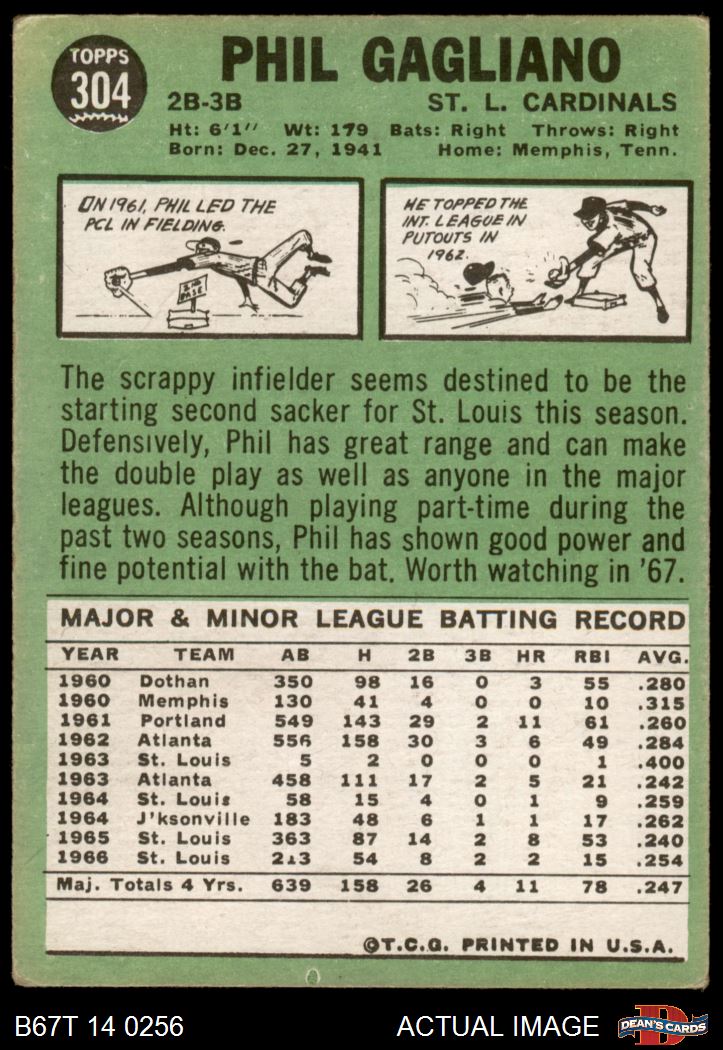 TOPPS
304
PHIL GAGLIANO
2B-3B ST. L. CARDINALS
Ht: 6'1" Wt: 179 Bats: Right Throws: Right
Born: Dec. 27, 1941 Home: Memphis, Tenn.
IN 1961, PHIL LED THE
PCL IN FIELDING.
2ND
BASE
HE TOPPED THE
INT. LEAGUE IN
PUTOUTS IN
1962.
The scrappy infielder seems destined to be the
starting second sacker for St. Louis this season.
Defensively, Phil has great range and can make
the double play as well as anyone in the major
leagues. Although playing part-time during the
past two seasons, Phil has shown good power and
fine potential with the bat. Worth watching in '67.
MAJOR & MINOR LEAGUE BATTING RECORD
YEAR TEAM AB H 2B 3B HR RBI AVG.
1960 Dothan 350 98 16 0 3 55 .280
1960 Memphis 130 41 4 0 0 10 .315
1961 Portland 549 143 29 2 11 61 .260
1962 Atlanta 556 158 30 3 6 49 .284
1963 St. Louis 5 2 0 0 0 1 .400
1963 Atlanta 458 111 17 2 5 21 .242
1964 St. Louis 58 15 4 0 1 9 .259
1964 J'ksonville 183 48 6 1 1 17 .262
1965 St. Louis 363 87 14 2 8 53 .240
1966 St. Louis 213 54 8 2 2 15 .254
Maj. Totals 4 Yrs. 639 158 26 4 11 78 .247
©T.C.G. PRINTED IN U.S.A.
B67T 14 0256 ACTUAL IMAGE DEAN'S CARDS